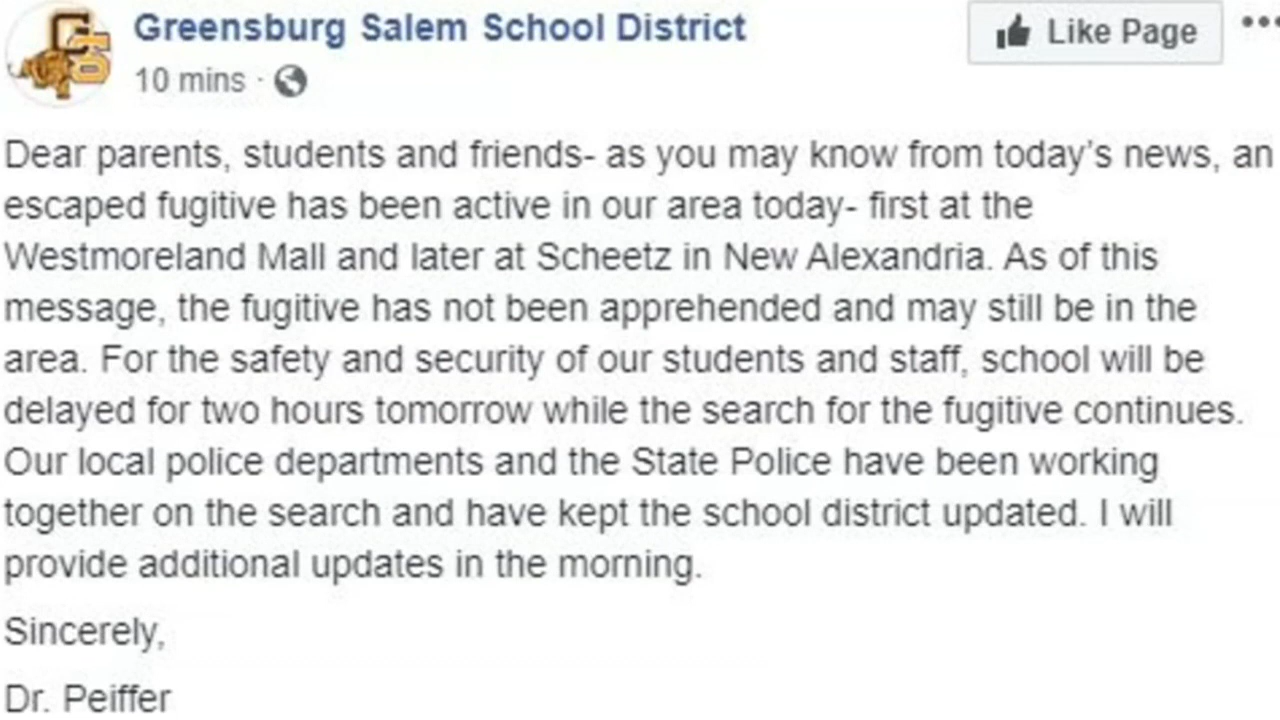 Greensburg Salem School District
Like Page
10 mins ·
Dear parents, students and friends- as you may know from today's news, an
escaped fugitive has been active in our area today- first at the
Westmoreland Mall and later at Scheetz in New Alexandria. As of this
message, the fugitive has not been apprehended and may still be in the
area. For the safety and security of our students and staff, school will be
delayed for two hours tomorrow while the search for the fugitive continues.
Our local police departments and the State Police have been working
together on the search and have kept the school district updated. I will
provide additional updates in the morning.
Sincerely,
Dr. Peiffer